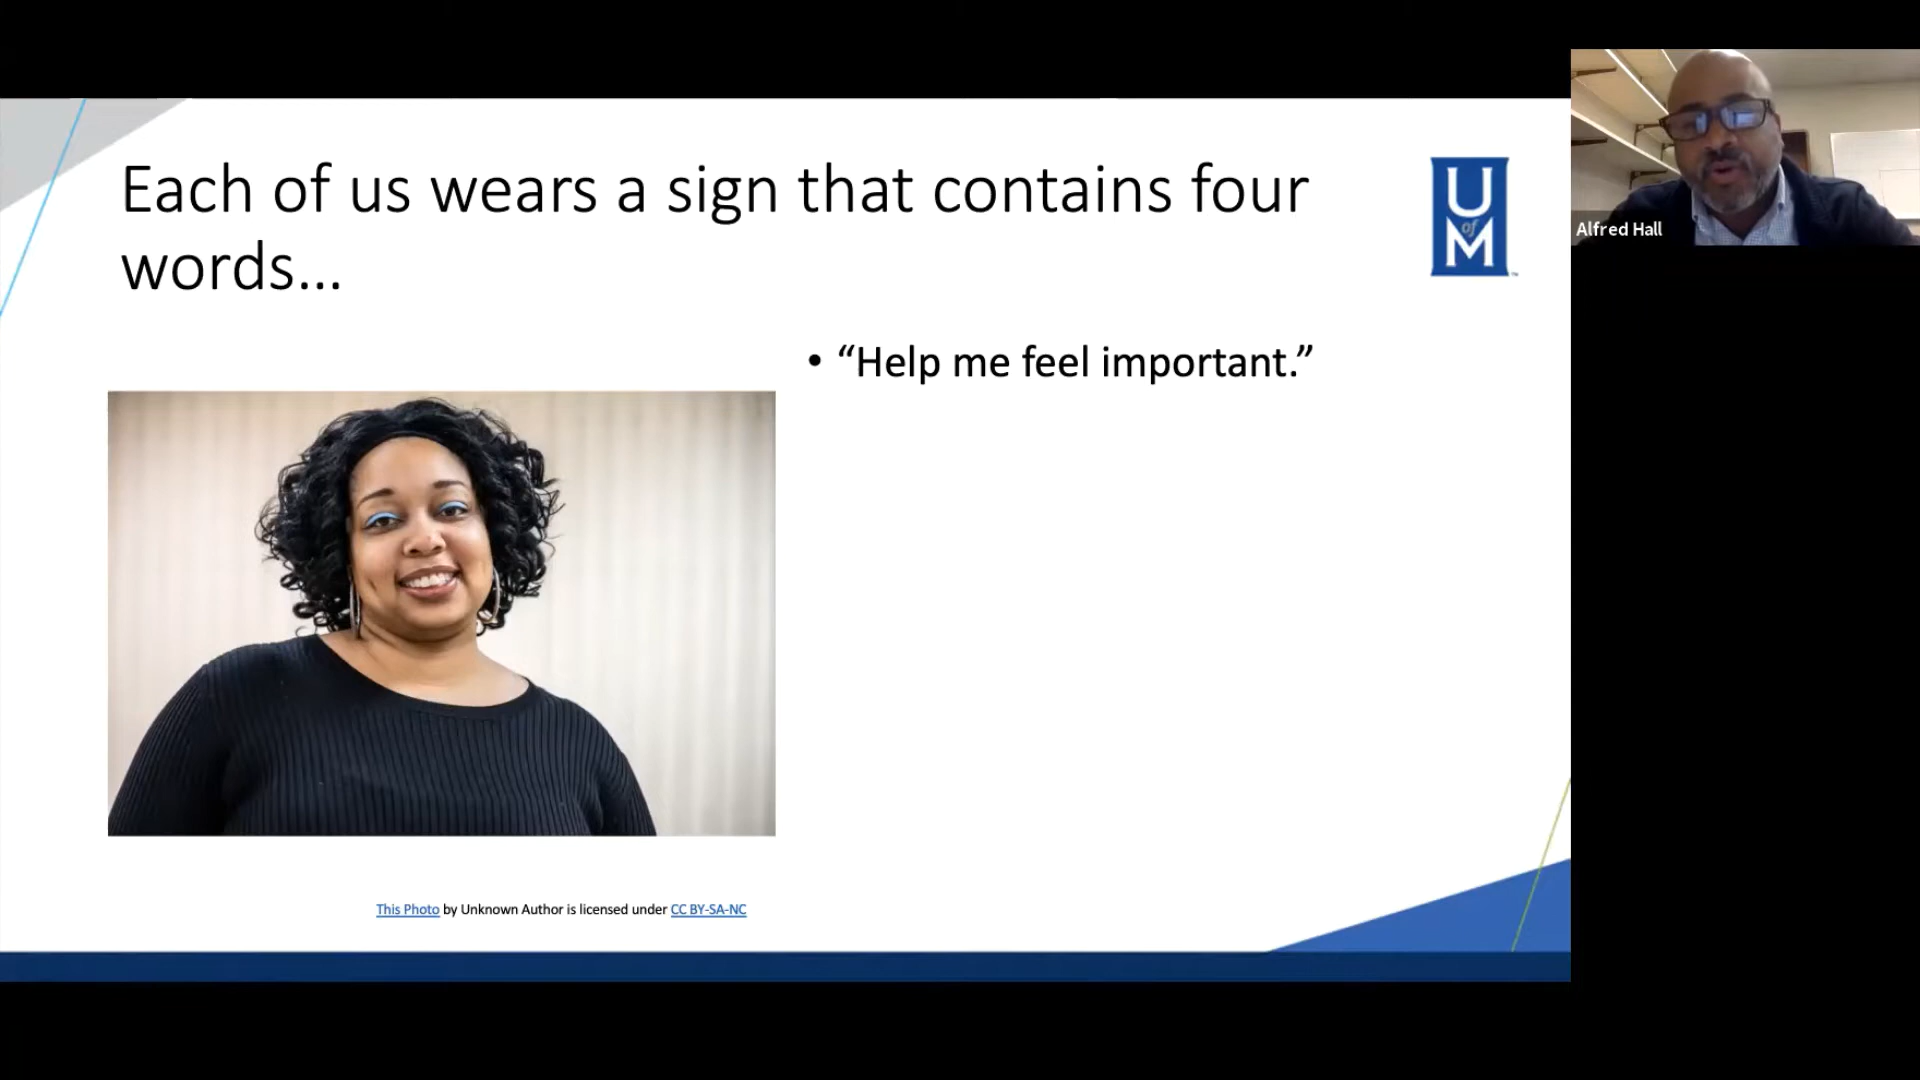 Each of us wears a sign that contains four
words...
U
of
M
™
Alfred Hall
• “Help me feel important.”
This Photo by Unknown Author is licensed under CC BY-SA-NC